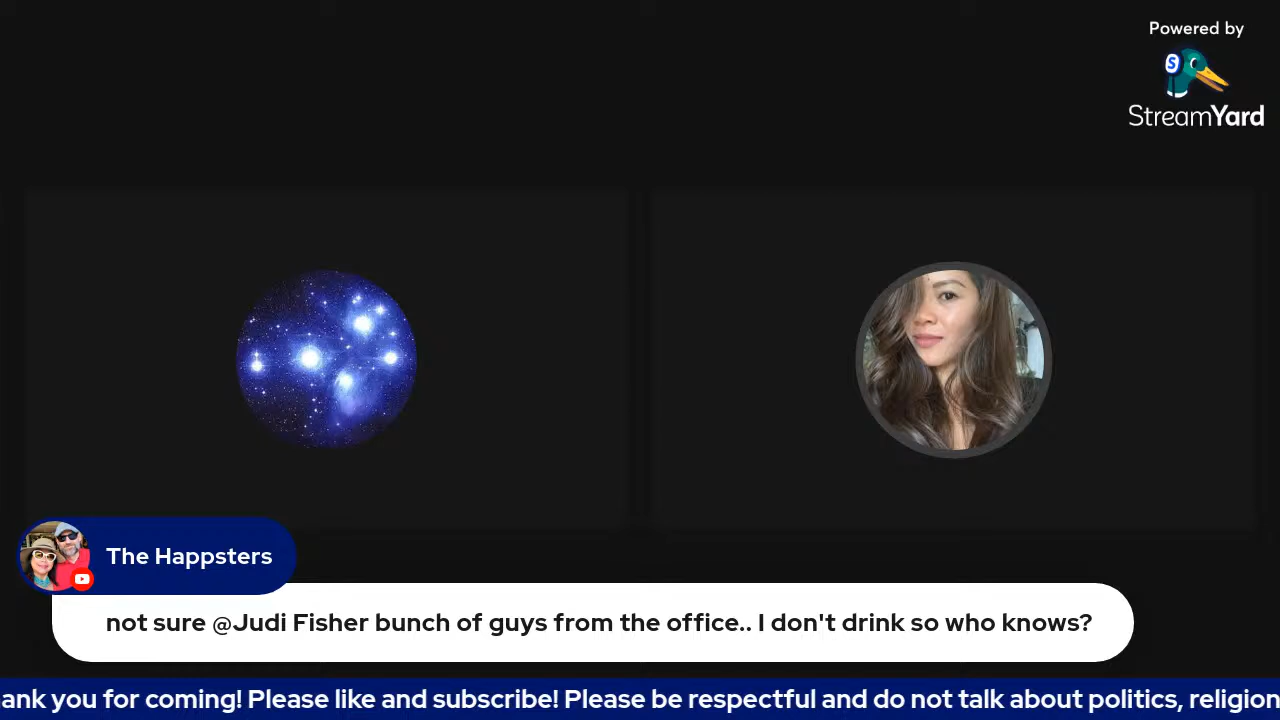 Powered by
S
StreamYard
The Happsters
not sure @Judi Fisher bunch of guys from the office.. I don't drink so who knows?
ank you for coming! Please like and subscribe! Please be respectful and do not talk about politics, religion